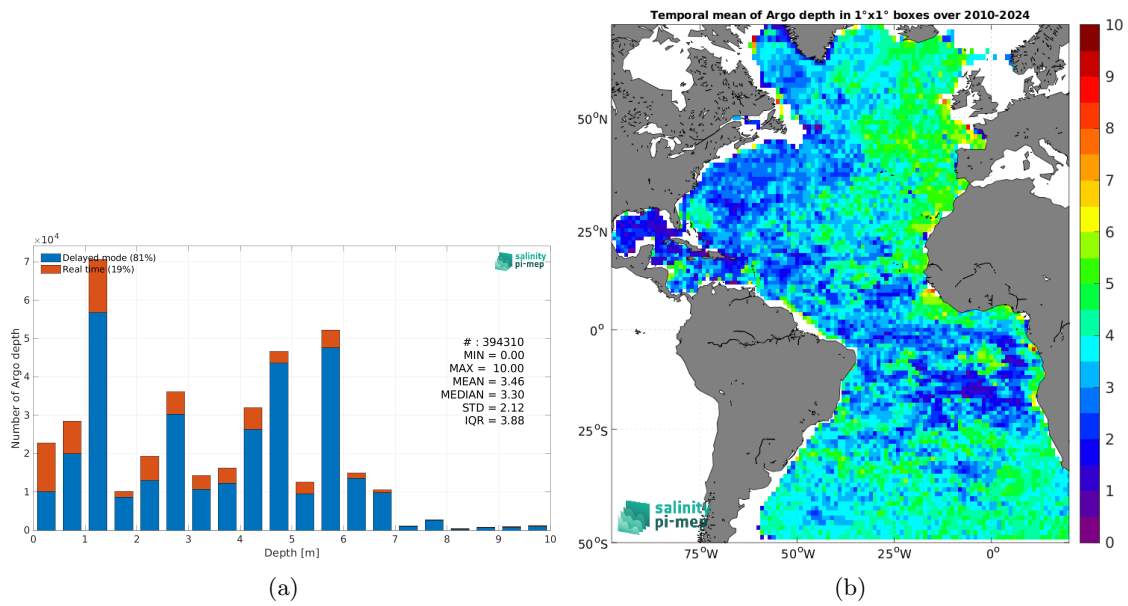 Temporal mean of Argo depth in 1°x1° boxes over 2010-2024
×10⁴
Delayed mode (81%)
Real time (19%)
salinity
pi-mep
# : 394310
MIN = 0.00
MAX = 10.00
MEAN = 3.46
MEDIAN = 3.30
STD = 2.12
IQR = 3.88
Number of Argo depth
7
6
5
4
3
2
1
0
0 1 2 3 4 5 6 7 8 9 10
Depth [m]
(a)
50°N
25°N
0°
25°S
50°S
75°W 50°W 25°W 0°
salinity
pi-mep
10
9
8
7
6
5
4
3
2
1
0
(b)